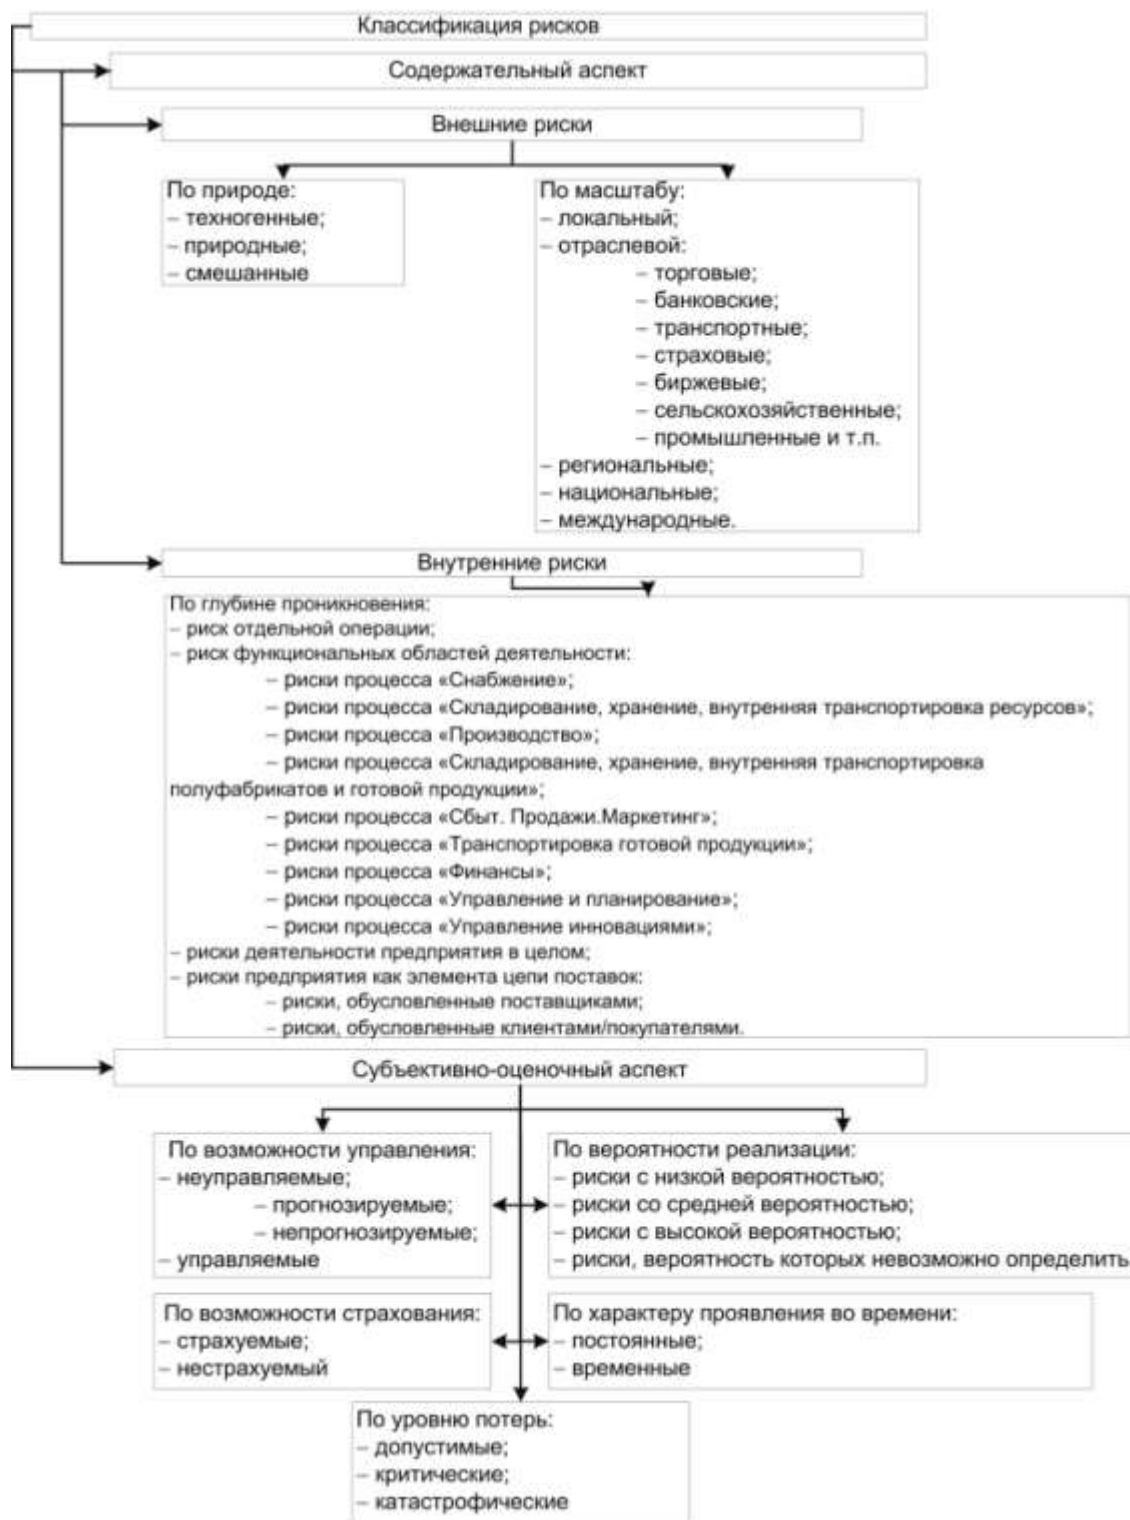 Классификация рисков
Содержательный аспект
Внешние риски
По природе:
– техногенные;
– природные;
– смешанные
По масштабу:
– локальный;
– отраслевой:
– торговые;
– банковские;
– транспортные;
– страховые;
– биржевые;
– сельскохозяйственные;
– промышленные и т.п.
– региональные;
– национальные;
– международные.
Внутренние риски
По глубине проникновения:
– риск отдельной операции;
– риск функциональных областей деятельности:
– риски процесса «Снабжение»;
– риски процесса «Складирование, хранение, внутренняя транспортировка ресурсов»;
– риски процесса «Производство»;
– риски процесса «Складирование, хранение, внутренняя транспортировка
полуфабрикатов и готовой продукции»;
– риски процесса «Сбыт. Продажи.Маркетинг»;
– риски процесса «Транспортировка готовой продукции»;
– риски процесса «Финансы»;
– риски процесса «Управление и планирование»;
– риски процесса «Управление инновациями»;
– риски деятельности предприятия в целом;
– риски предприятия как элемента цепи поставок:
– риски, обусловленные поставщиками;
– риски, обусловленные клиентами/покупателями.
Субъективно-оценочный аспект
По возможности управления:
– неуправляемые;
– прогнозируемые;
– непрогнозируемые;
– управляемые
По вероятности реализации:
– риски с низкой вероятностью;
– риски со средней вероятностью;
– риски с высокой вероятностью;
– риски, вероятность которых невозможно определить
По возможности страхования:
– страхуемые;
– нестрахуемый
По характеру проявления во времени:
– постоянные;
– временные
По уровню потерь:
– допустимые;
– критические;
– катастрофические